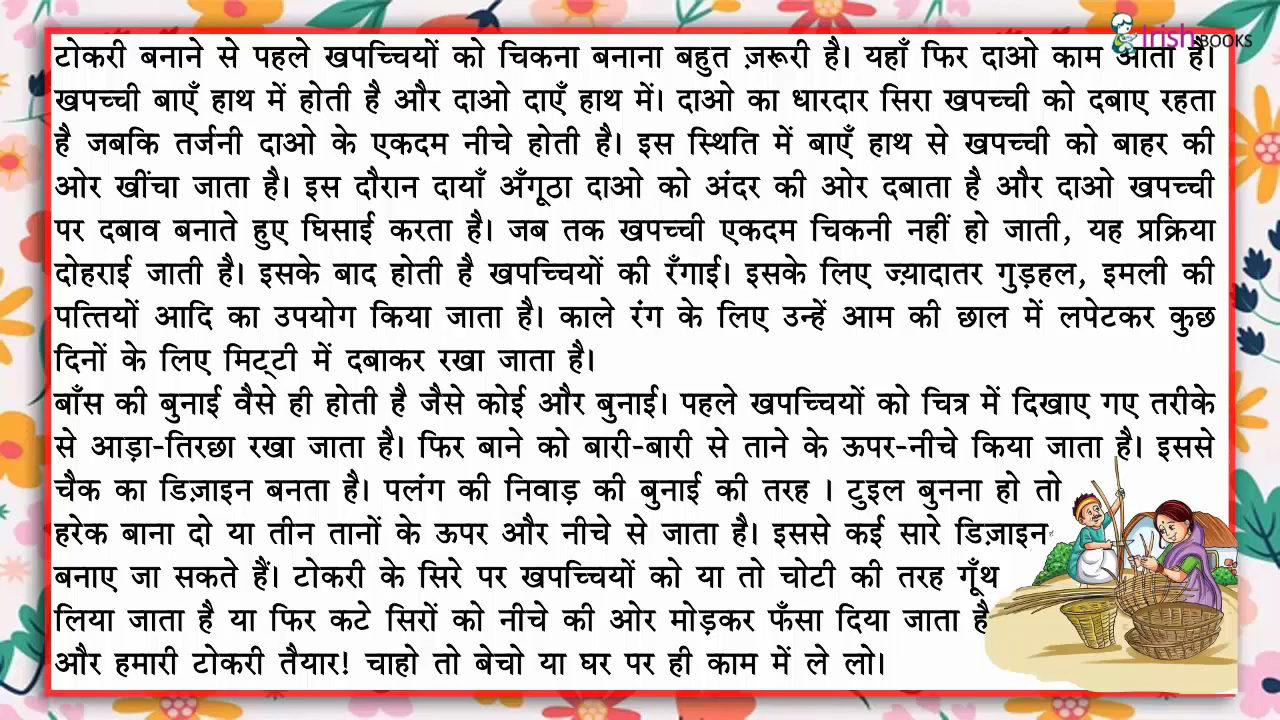 irish BOOKS
टोकरी बनाने से पहले खपच्चियों को चिकना बनाना बहुत ज़रूरी है। यहाँ फिर दाओ काम आता है।
खपच्ची बाएँ हाथ में होती है और दाओ दाएँ हाथ में। दाओ का धारदार सिरा खपच्ची को दबाए रहता
है जबकि तर्जनी दाओ के एकदम नीचे होती है। इस स्थिति में बाएँ हाथ से खपच्ची को बाहर की
ओर खींचा जाता है। इस दौरान दायाँ अँगूठा दाओ को अंदर की ओर दबाता है और दाओ खपच्ची
पर दबाव बनाते हुए घिसाई करता है। जब तक खपच्ची एकदम चिकनी नहीं हो जाती, यह प्रक्रिया
दोहराई जाती है। इसके बाद होती है खपच्चियों की रँगाई। इसके लिए ज़्यादातर गुड़हल, इमली की
पत्तियों आदि का उपयोग किया जाता है। काले रंग के लिए उन्हें आम की छाल में लपेटकर कुछ
दिनों के लिए मिट्टी में दबाकर रखा जाता है।
बाँस की बुनाई वैसे ही होती है जैसे कोई और बुनाई। पहले खपच्चियों को चित्र में दिखाए गए तरीके
से आड़ा-तिरछा रखा जाता है। फिर बाने को बारी-बारी से ताने के ऊपर-नीचे किया जाता है। इससे
चैक का डिज़ाइन बनता है। पलंग की निवाड़ की बुनाई की तरह । टुइल बुनना हो तो
हरेक बाना दो या तीन तानों के ऊपर और नीचे से जाता है। इससे कई सारे डिज़ाइन
बनाए जा सकते हैं। टोकरी के सिरे पर खपच्चियों को या तो चोटी की तरह गूँथ
लिया जाता है या फिर कटे सिरों को नीचे की ओर मोड़कर फँसा दिया जाता है
और हमारी टोकरी तैयार! चाहो तो बेचो या घर पर ही काम में ले लो।